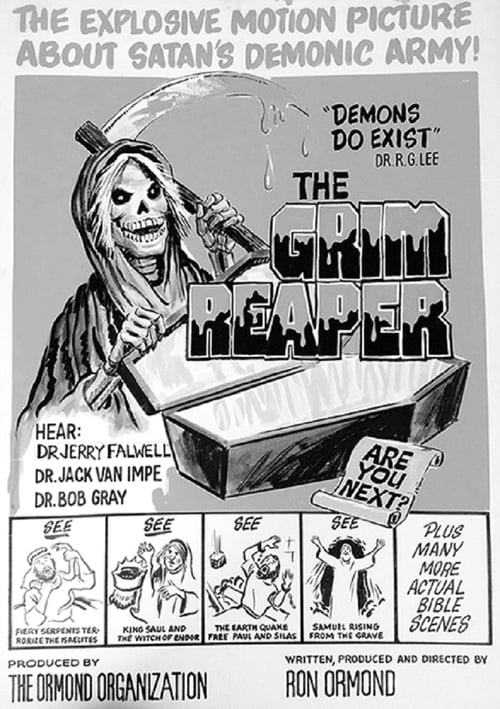 THE EXPLOSIVE MOTION PICTURE
ABOUT SATAN'S DEMONIC ARMY!
"DEMONS
DO EXIST"
DR. R. G. LEE
THE
GRIM
REAPER
HEAR:
DR JERRY FALWELL
DR. JACK VAN IMPE
DR. BOB GRAY
ARE
YOU
NEXT?
SEE
FIERY SERPENTS TER-
RORIZE THE ISRAELITES
SEE
KING SAUL AND
THE WITCH OF ENDOR
SEE
THE EARTH QUAKE
FREE PAUL AND SILAS
SEE
SAMUEL RISING
FROM THE GRAVE
PLUS
MANY
MORE
ACTUAL
BIBLE
SCENES
PRODUCED BY
THE ORMOND ORGANIZATION
WRITTEN, PRODUCED AND DIRECTED BY
RON ORMOND